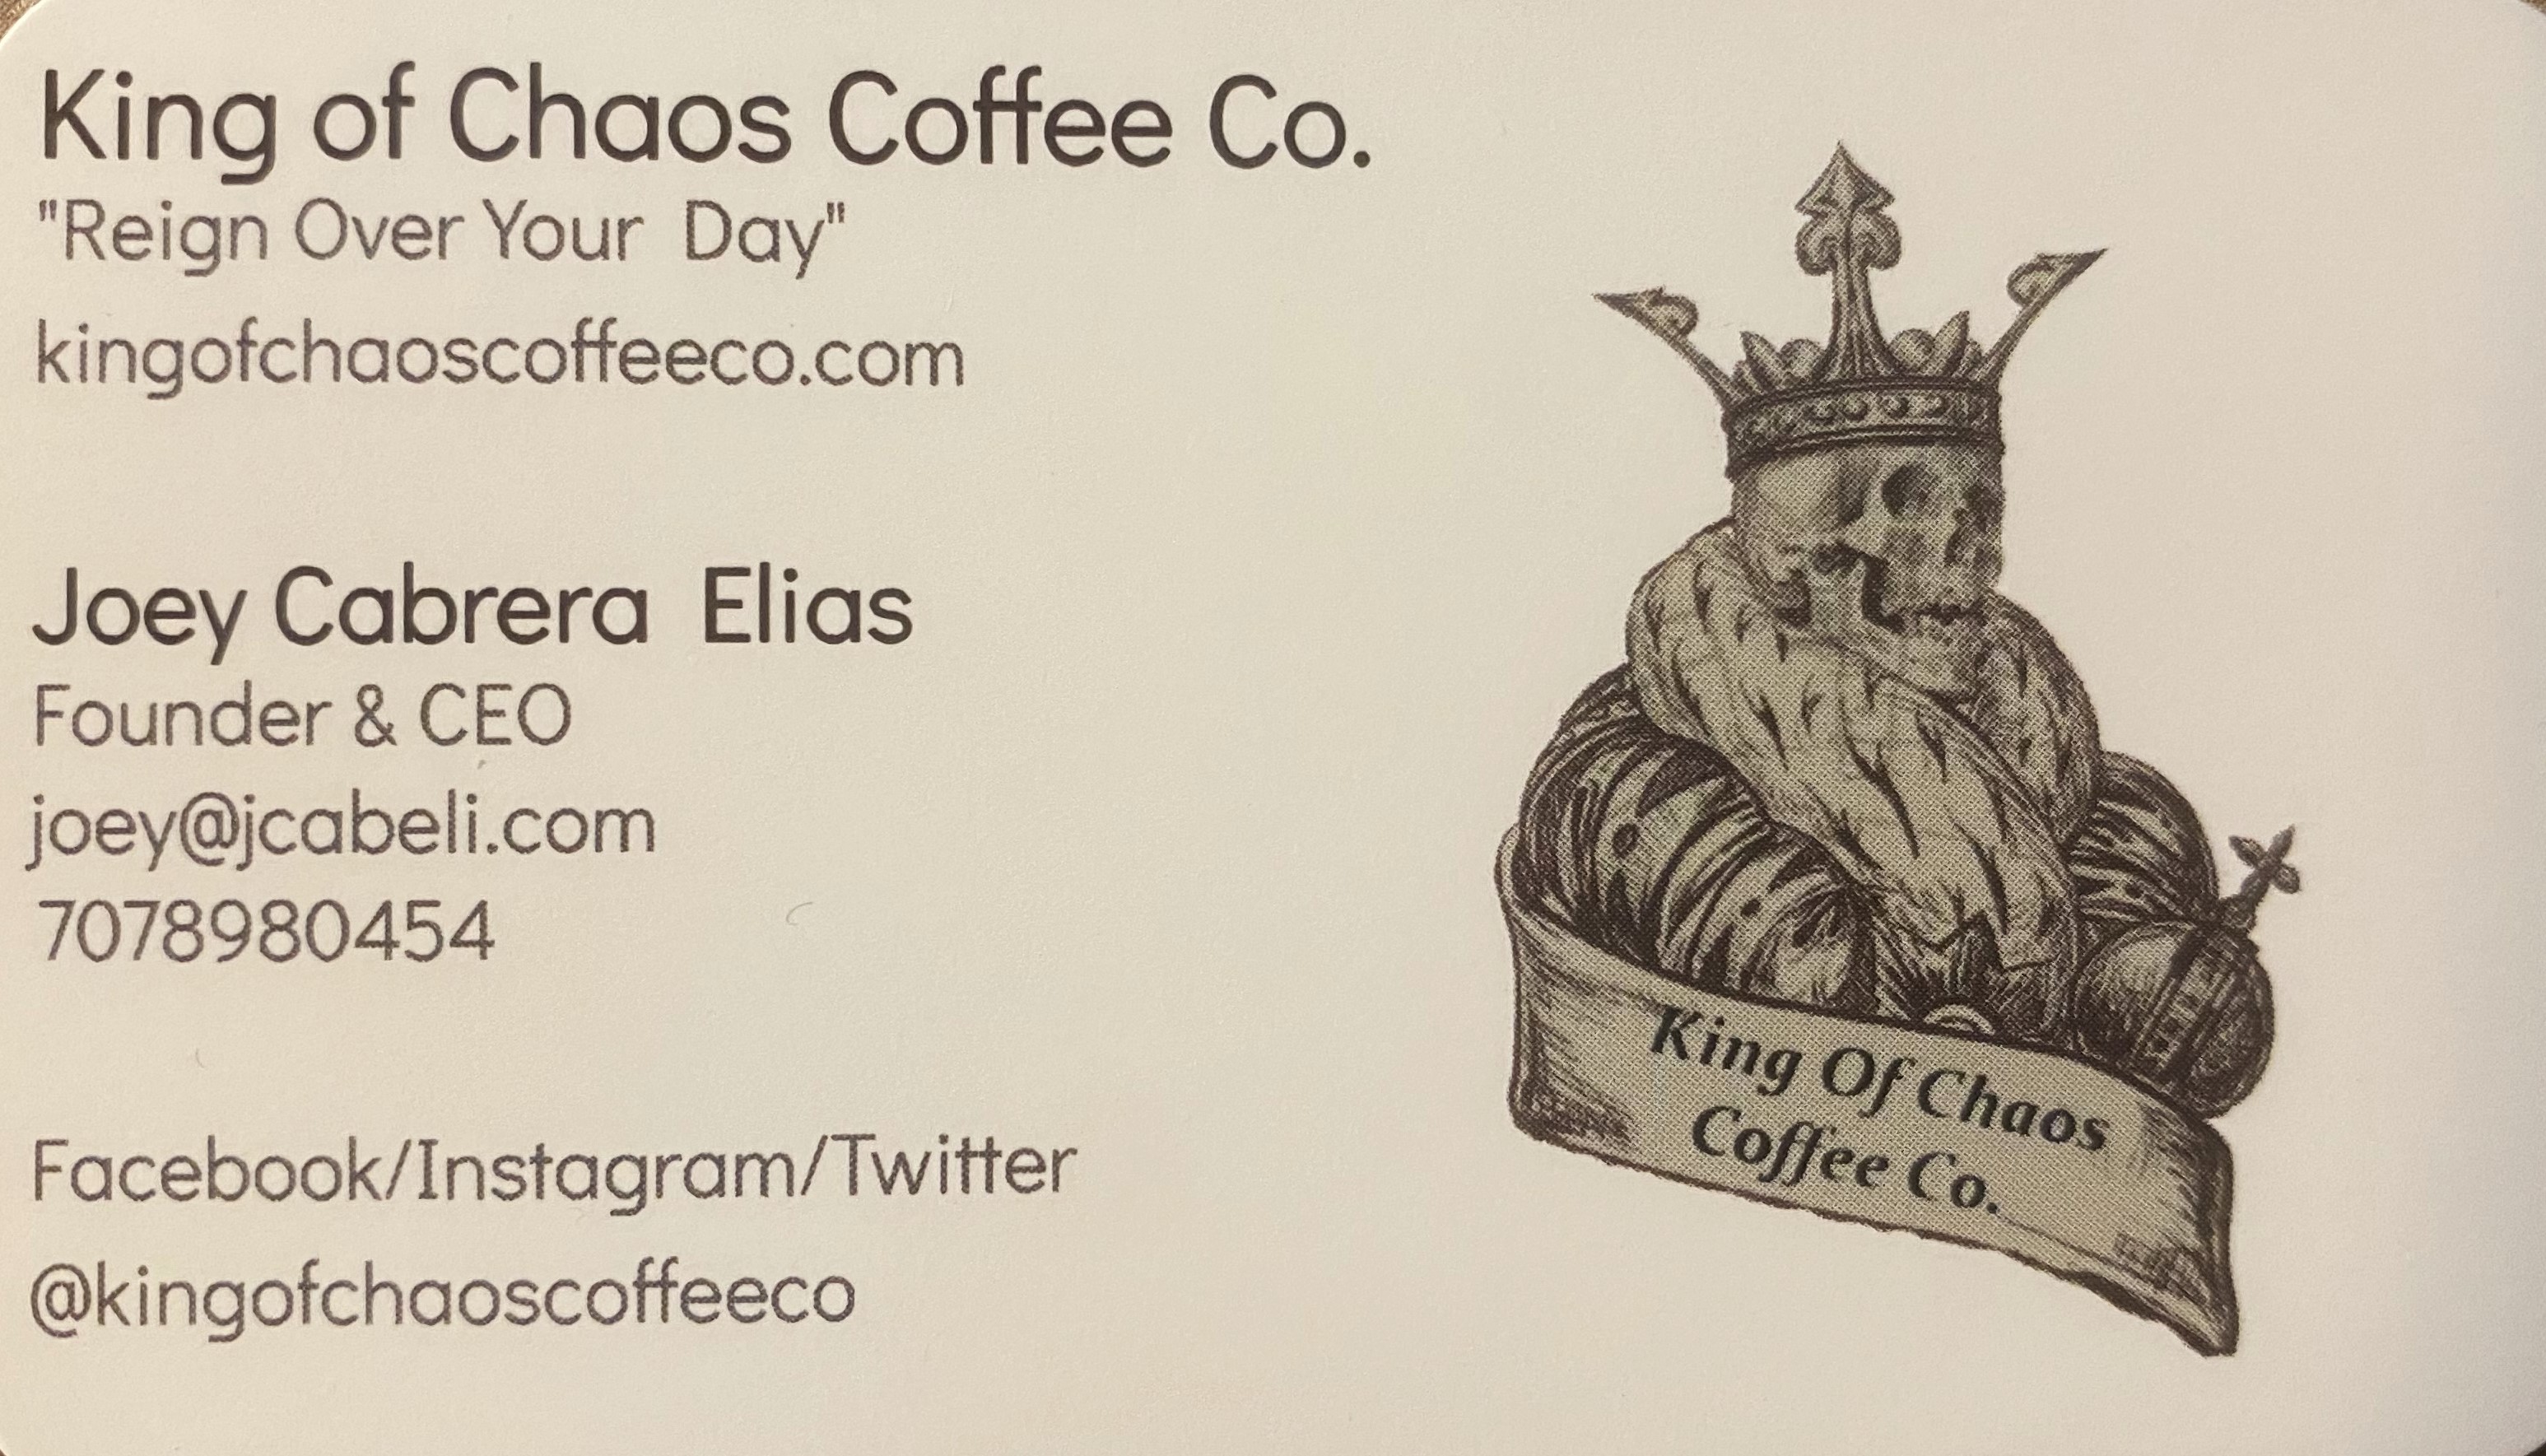 King of Chaos Coffee Co.
"Reign Over Your Day"
kingofchaoscoffeeco.com
Joey Cabrera Elias
Founder & CEO
joey@jcabeli.com
7078980454
Facebook/Instagram/Twitter
@kingofchaoscoffeeco
King Of Chaos
Coffee Co.